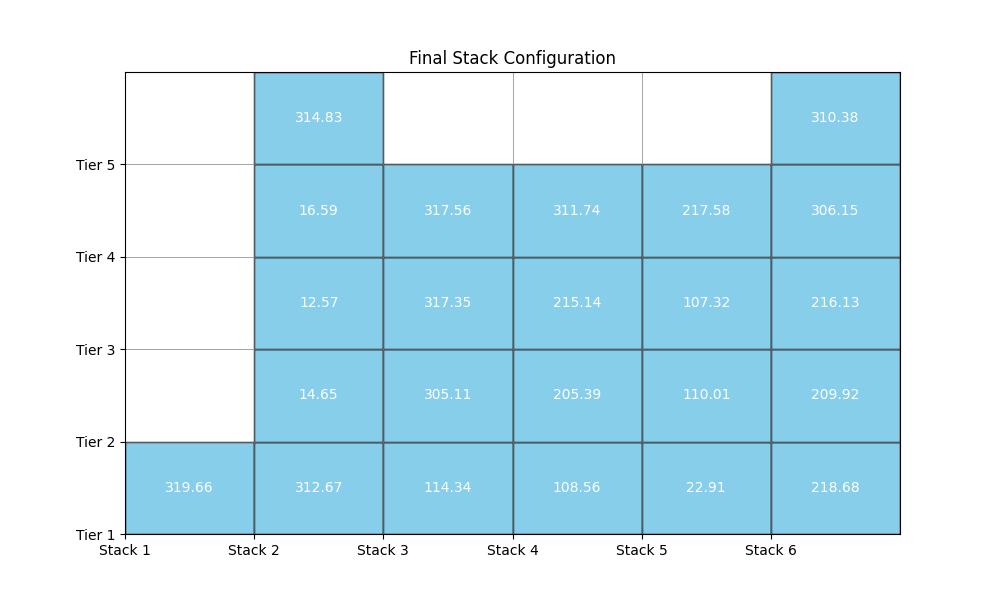 Final Stack Configuration
314.83 310.38
Tier 5
16.59 317.56 311.74 217.58 306.15
Tier 4
12.57 317.35 215.14 107.32 216.13
Tier 3
14.65 305.11 205.39 110.01 209.92
Tier 2
319.66 312.67 114.34 108.56 22.91 218.68
Tier 1
Stack 1 Stack 2 Stack 3 Stack 4 Stack 5 Stack 6